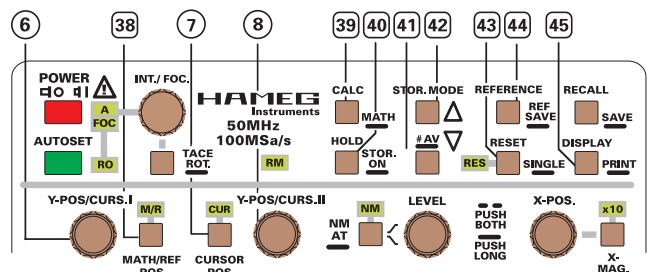 6 38 7 8 39 40 41 42 43 44 45
POWER
A
FOC.
INT./ FOC.
HAMEG
Instruments
50MHz
100MSa/s
CALC
STOR. MODE
REFERENCE
RECALL
MATH
REF
SAVE
SAVE
AUTOSET
RO
TACE
ROT.
RM
HOLD
STOR.
ON
# AV
RES
RESET
SINGLE
DISPLAY
PRINT
Y-POS/CURS.I
M/R
CUR
Y-POS/CURS.II
NM
LEVEL
X-POS.
x10
NM
AT
PUSH
BOTH
PUSH
LONG
MATH/REF
POS.
CURSOR
POS.
X-
MAG.